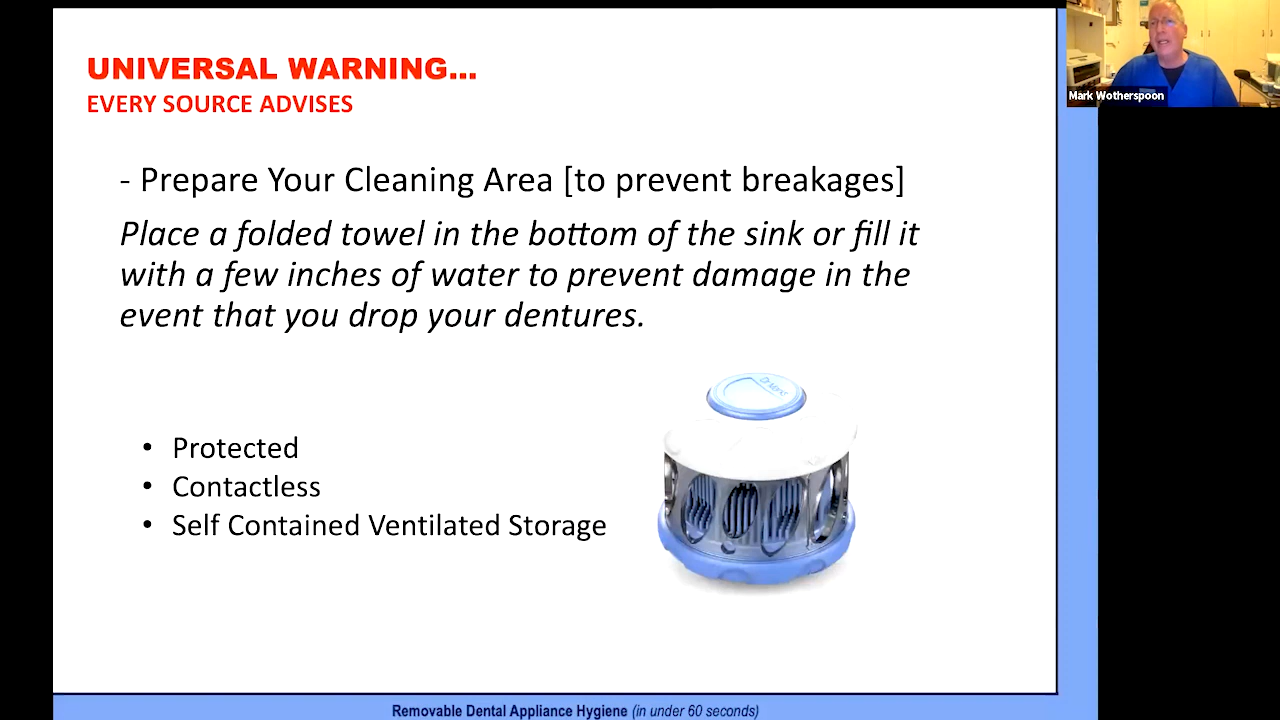 UNIVERSAL WARNING...
EVERY SOURCE ADVISES
- Prepare Your Cleaning Area [to prevent breakages]
Place a folded towel in the bottom of the sink or fill it
with a few inches of water to prevent damage in the
event that you drop your dentures.
• Protected
• Contactless
• Self Contained Ventilated Storage
Removable Dental Appliance Hygiene (in under 60 seconds)
Mark Wotherspoon